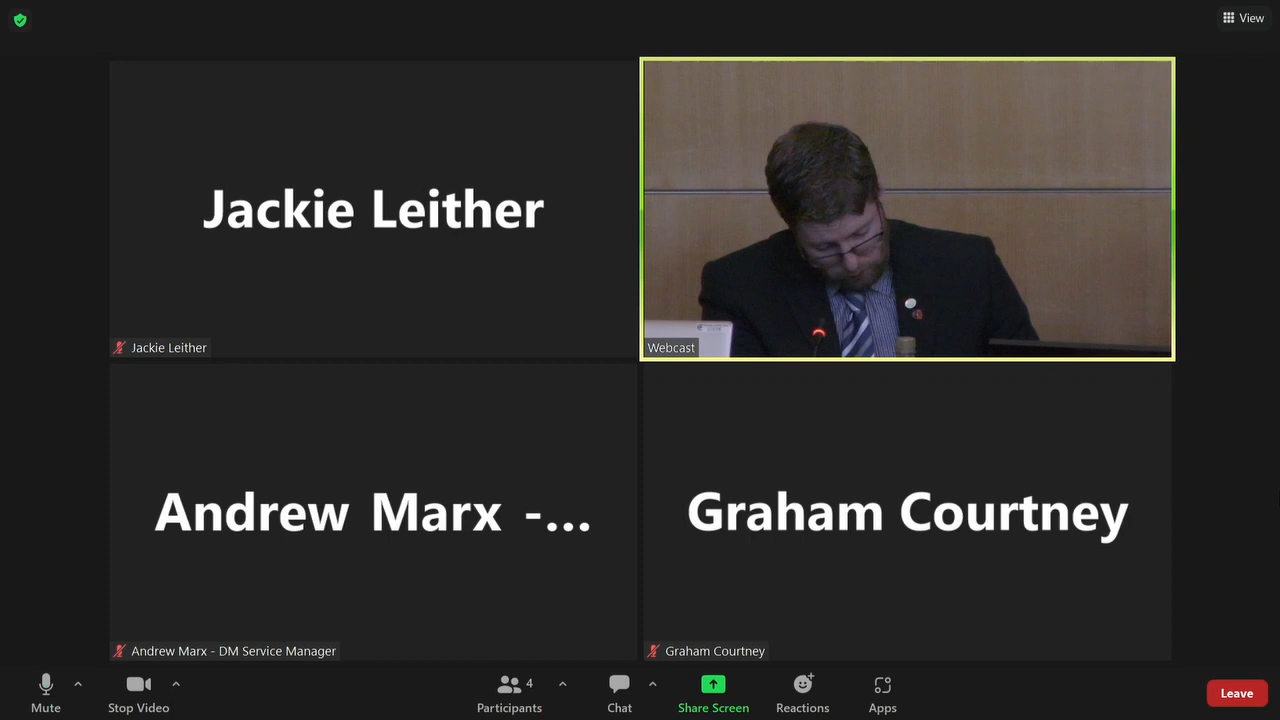 View
Jackie Leither
Jackie Leither
Webcast
Andrew Marx -...
Graham Courtney
Andrew Marx - DM Service Manager
Graham Courtney
Mute
Stop Video
4
Participants
Chat
Share Screen
Reactions
Apps
Leave